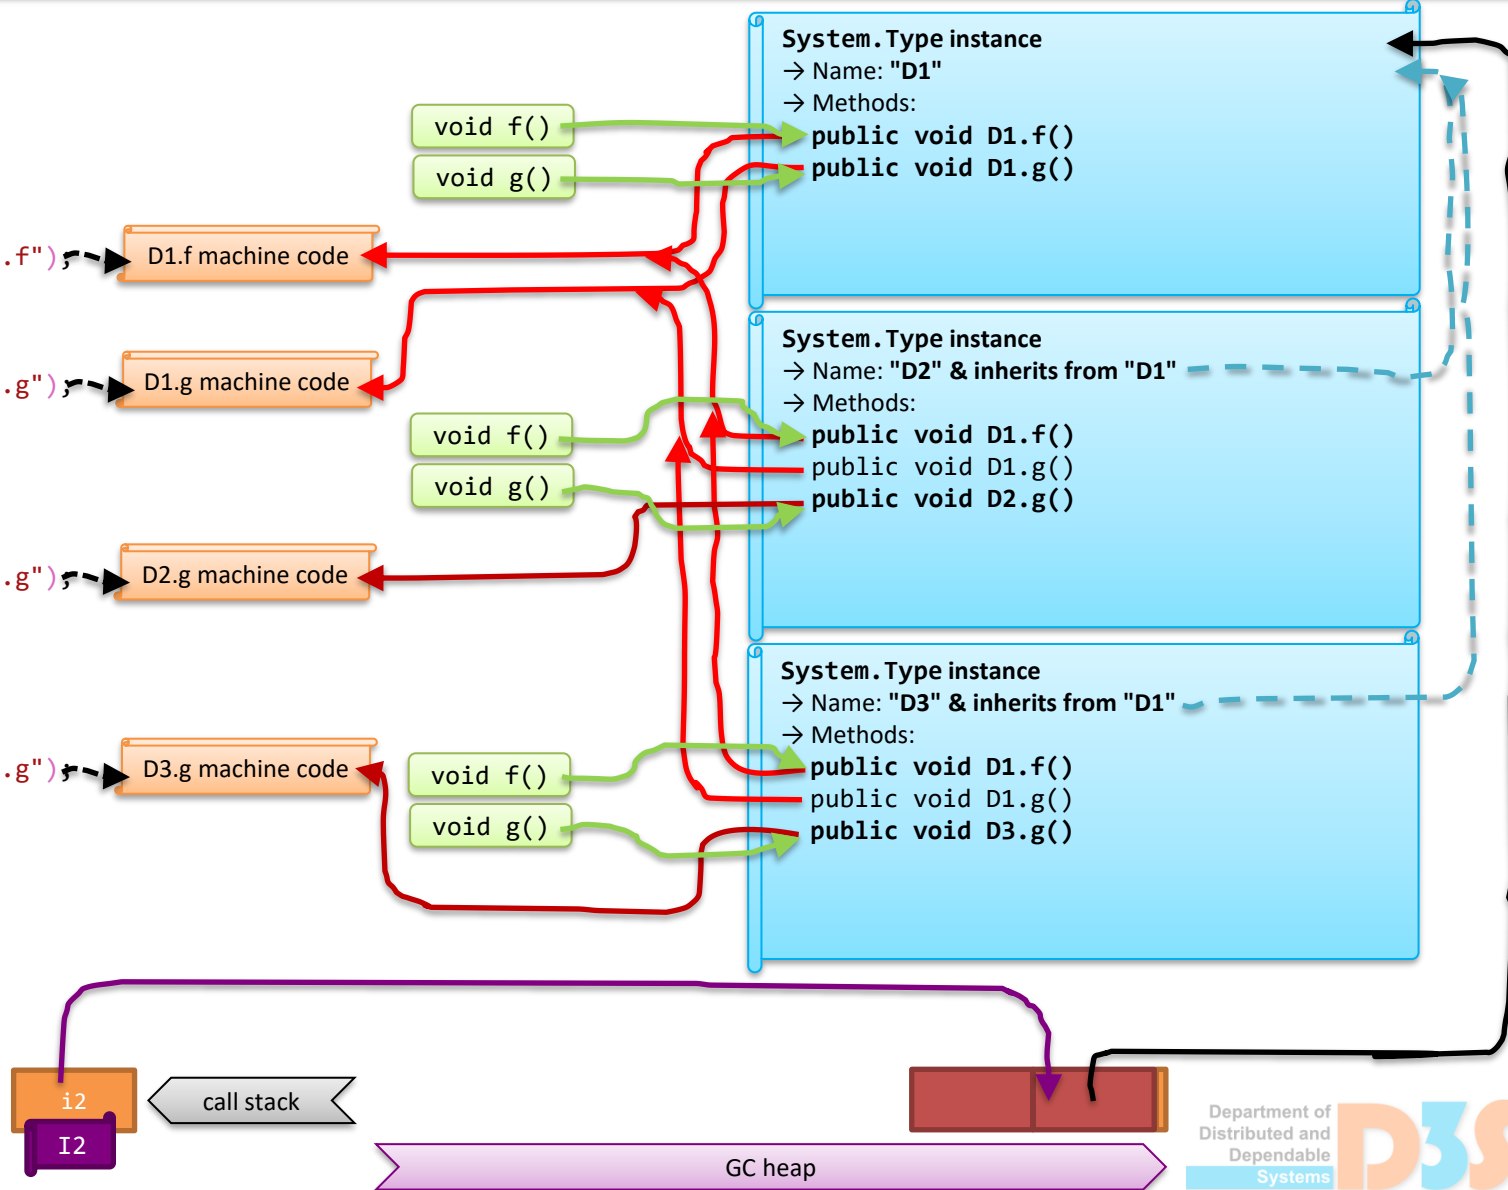 System.Type instance
→ Name: "D1"
→ Methods:
public void D1.f()
public void D1.g()
void f()
void g()
.f");
D1.f machine code
.g");
D1.g machine code
System.Type instance
→ Name: "D2" & inherits from "D1"
→ Methods:
public void D1.f()
public void D1.g()
public void D2.g()
void f()
void g()
.g");
D2.g machine code
System.Type instance
→ Name: "D3" & inherits from "D1"
→ Methods:
public void D1.f()
public void D1.g()
public void D3.g()
.g");
D3.g machine code
void f()
void g()
i2
I2
call stack
GC heap
Department of
Distributed and
Dependable
Systems
D3S